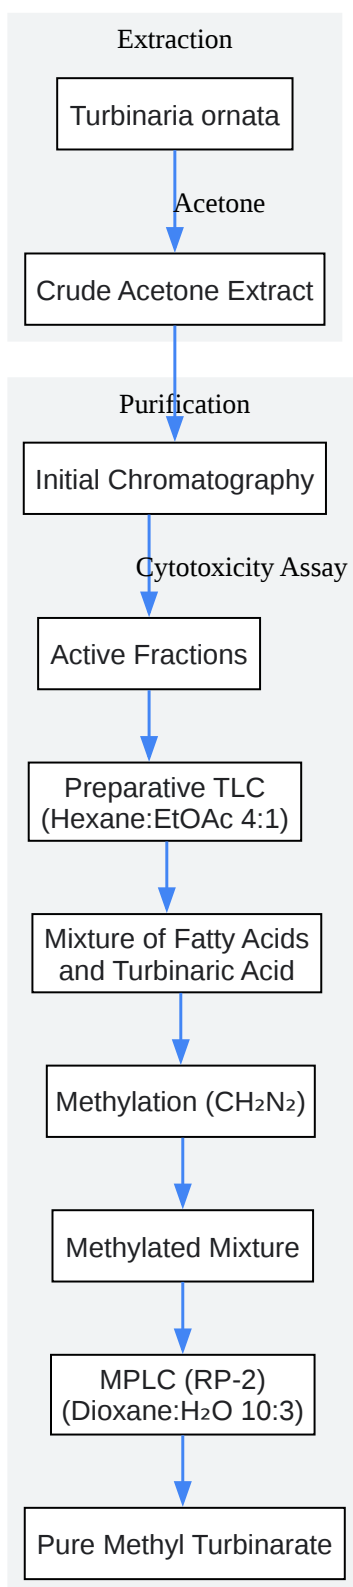 Extraction
Turbinaria ornata
Acetone
Crude Acetone Extract
Purification
Initial Chromatography
Cytotoxicity Assay
Active Fractions
Preparative TLC
(Hexane:EtOAc 4:1)
Mixture of Fatty Acids
and Turbinaric Acid
Methylation (CH₂N₂)
Methylated Mixture
MPLC (RP-2)
(Dioxane:H₂O 10:3)
Pure Methyl Turbinarate